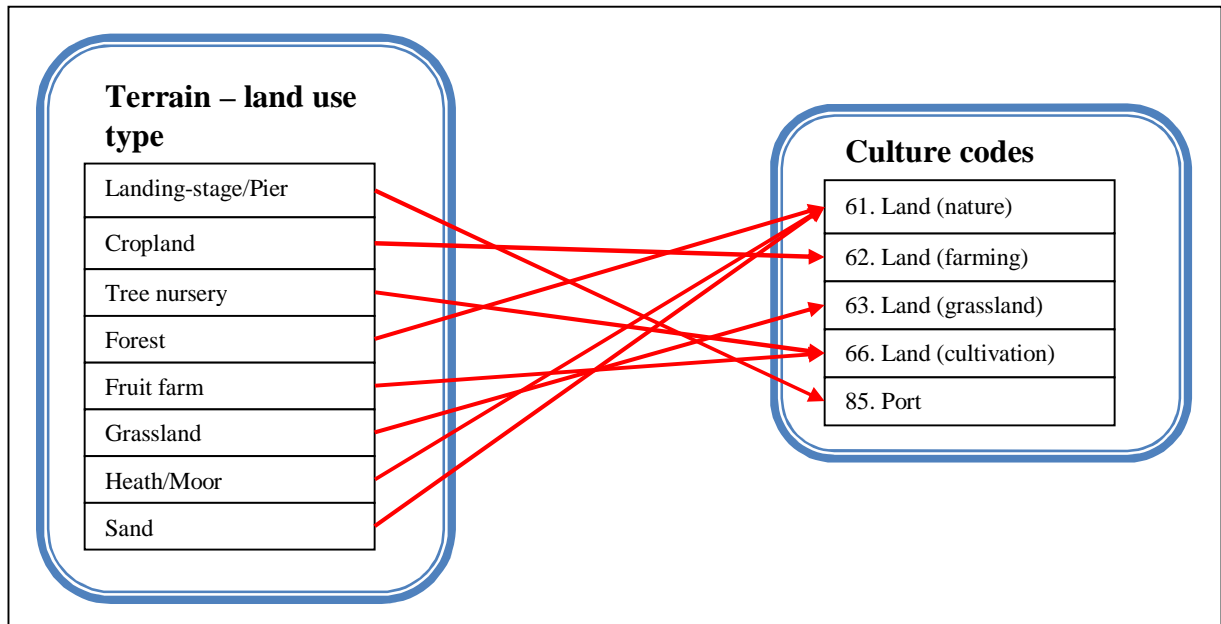 Terrain – land use
type
Landing-stage/Pier
Cropland
Tree nursery
Forest
Fruit farm
Grassland
Heath/Moor
Sand
Culture codes
61. Land (nature)
62. Land (farming)
63. Land (grassland)
66. Land (cultivation)
85. Port